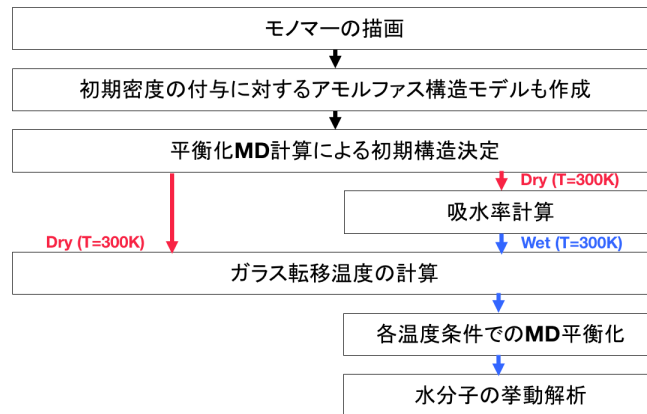 モノマーの描画
初期密度の付与に対するアモルファス構造モデルも作成
平衡化MD計算による初期構造決定
Dry (T=300K)
吸水率計算
Dry (T=300K)
Wet (T=300K)
ガラス転移温度の計算
各温度条件でのMD平衡化
水分子の挙動解析